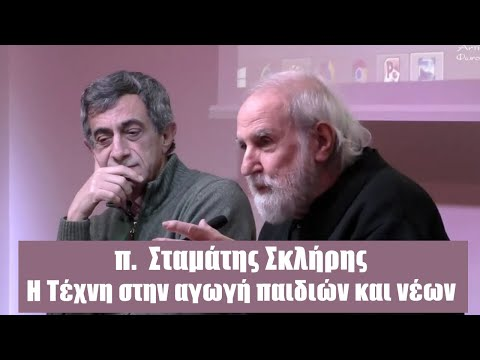 π. Σταμάτης Σκλήρης
Η Τέχνη στην αγωγή παιδιών και νέων